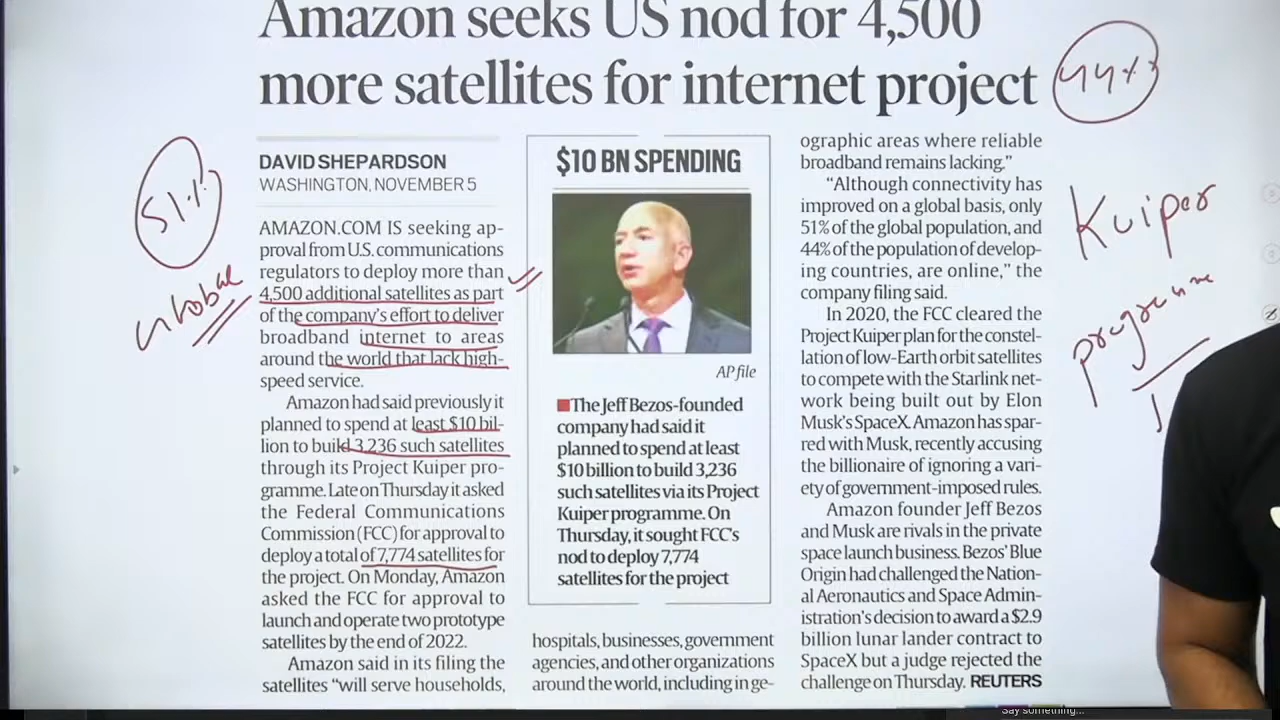 Amazon seeks US nod for 4,500
more satellites for internet project
44%
51%
Global
Kuiper
programme
DAVID SHEPARDSON
WASHINGTON, NOVEMBER 5
AMAZON.COM IS seeking ap-
proval from U.S. communications
regulators to deploy more than
4,500 additional satellites as part
of the company's effort to deliver
broadband internet to areas
around the world that lack high-
speed service.
Amazon had said previously it
planned to spend at least $10 bil-
lion to build 3,236 such satellites
through its Project Kuiper pro-
gramme. Late on Thursday it asked
the Federal Communications
Commission (FCC) for approval to
deploy a total of 7,774 satellites for
the project. On Monday, Amazon
asked the FCC for approval to
launch and operate two prototype
satellites by the end of 2022.
Amazon said in its filing the
satellites “will serve households,
$10 BN SPENDING
AP file
■The Jeff Bezos-founded
company had said it
planned to spend at least
$10 billion to build 3,236
such satellites via its Project
Kuiper programme. On
Thursday, it sought FCC's
nod to deploy 7,774
satellites for the project
hospitals, businesses, government
agencies, and other organizations
around the world, including in ge-
ographic areas where reliable
broadband remains lacking.”
“Although connectivity has
improved on a global basis, only
51% of the global population, and
44% of the population of develop-
ing countries, are online,” the
company filing said.
In 2020, the FCC cleared the
Project Kuiper plan for the constel-
lation of low-Earth orbit satellites
to compete with the Starlink net-
work being built out by Elon
Musk's SpaceX. Amazon has spar-
red with Musk, recently accusing
the billionaire of ignoring a vari-
ety of government-imposed rules.
Amazon founder Jeff Bezos
and Musk are rivals in the private
space launch business. Bezos' Blue
Origin had challenged the Nation-
al Aeronautics and Space Admin-
istration's decision to award a $2.9
billion lunar lander contract to
SpaceX but a judge rejected the
challenge on Thursday. REUTERS
Say something...